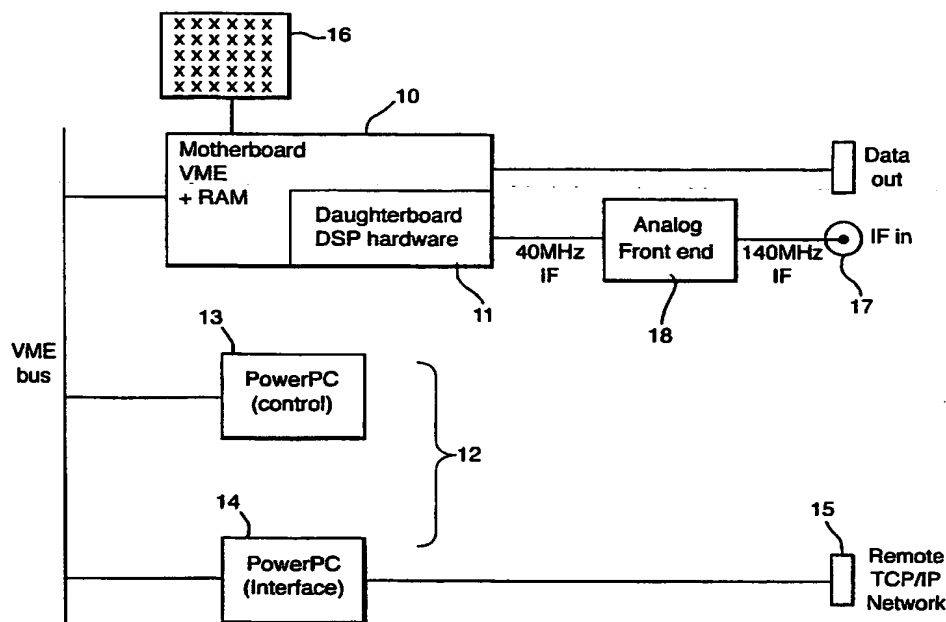 X X X X X X
X X X X X X
X X X X X X
X X X X X X
X X X X X X
16
10
Motherboard
VME
+ RAM
Daughterboard
DSP hardware
11
Data
out
Analog
Front end
18
40MHz
IF
140MHz
IF
IF in
17
VME
bus
13
PowerPC
(control)
12
14
PowerPC
(Interface)
15
Remote
TCP/IP
Network